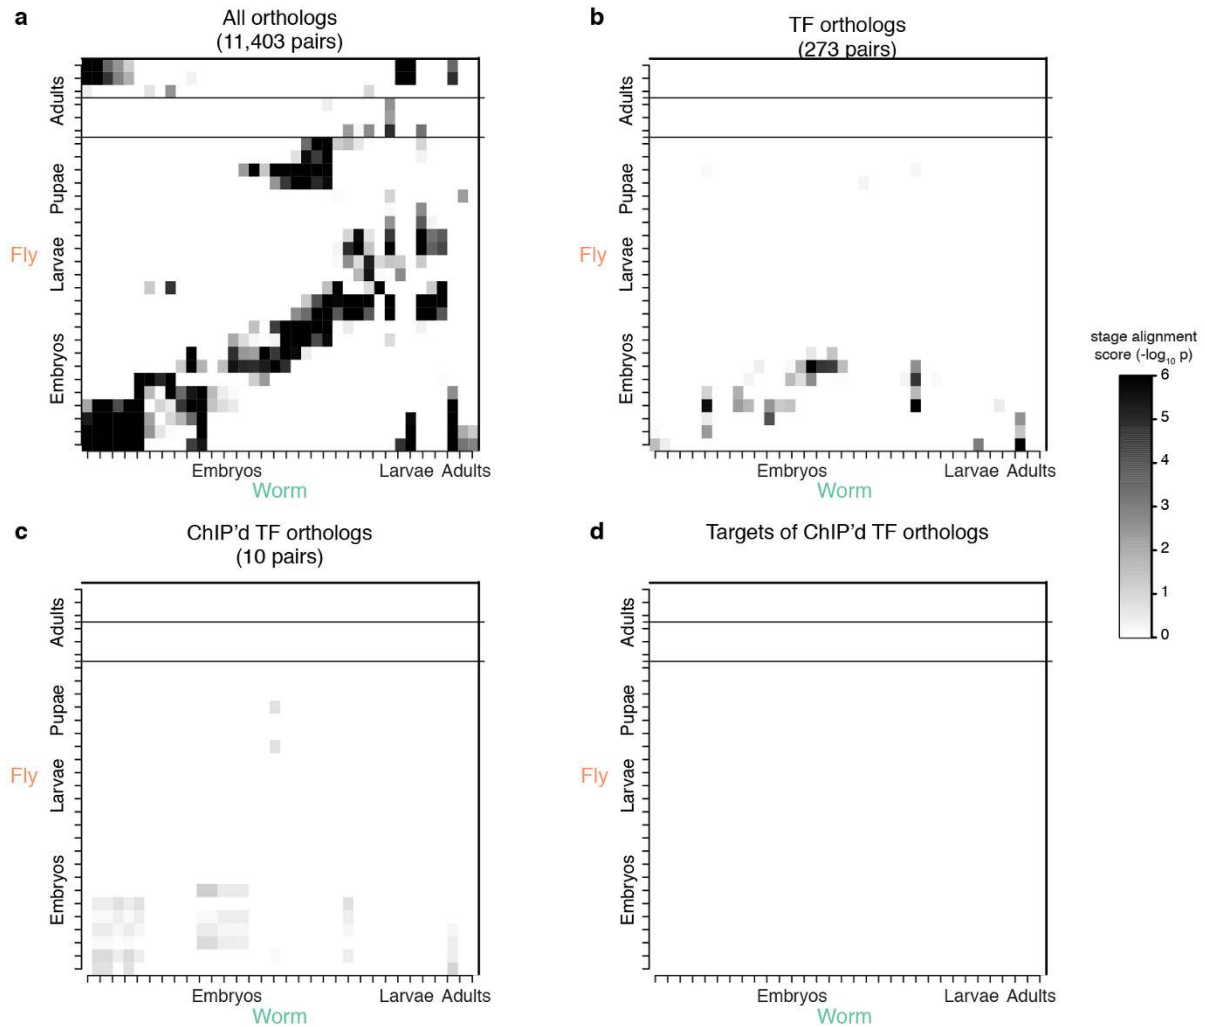 a
All orthologs
(11,403 pairs)
Adults
Adults
Pupae
Larvae
Embryos
Fly
Embryos
Larvae
Adults
Worm
b
TF orthologs
(273 pairs)
Adults
Pupae
Larvae
Embryos
Fly
Embryos
Larvae
Adults
Worm
stage alignment
score (-log10 p)
6
5
4
3
2
1
0
c
ChIP'd TF orthologs
(10 pairs)
Adults
Pupae
Larvae
Embryos
Fly
Embryos
Larvae
Adults
Worm
d
Targets of ChIP'd TF orthologs
Adults
Pupae
Larvae
Embryos
Fly
Embryos
Larvae
Adults
Worm